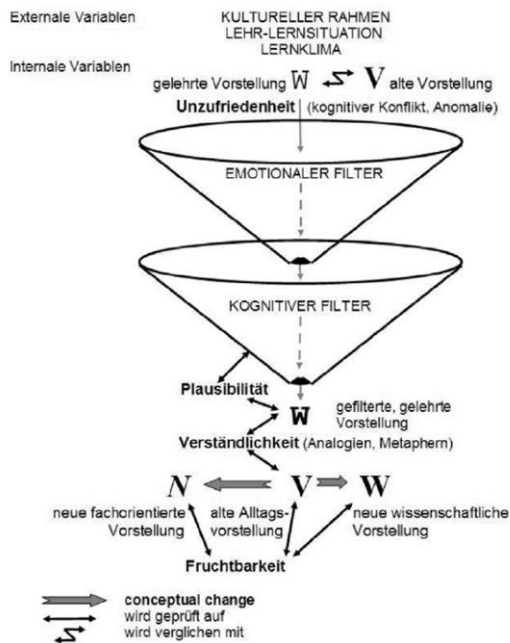 Externale Variablen
KULTURELLER RAHMEN
LEHR-LERNSITUATION
LERNKLIMA
Internale Variablen
gelehrte Vorstellung W V alte Vorstellung
Unzufriedenheit (kognitiver Konflikt, Anomalie)
EMOTIONALER FILTER
KOGNITIVER FILTER
Plausibilität
W gefilterte, gelehrte
Vorstellung
Verständlichkeit (Analogien, Metaphern)
N V W
neue fachorientierte alte Alltags- neue wissenschaftliche
Vorstellung vorstellung Vorstellung
Fruchtbarkeit
conceptual change
wird geprüft auf
wird verglichen mit